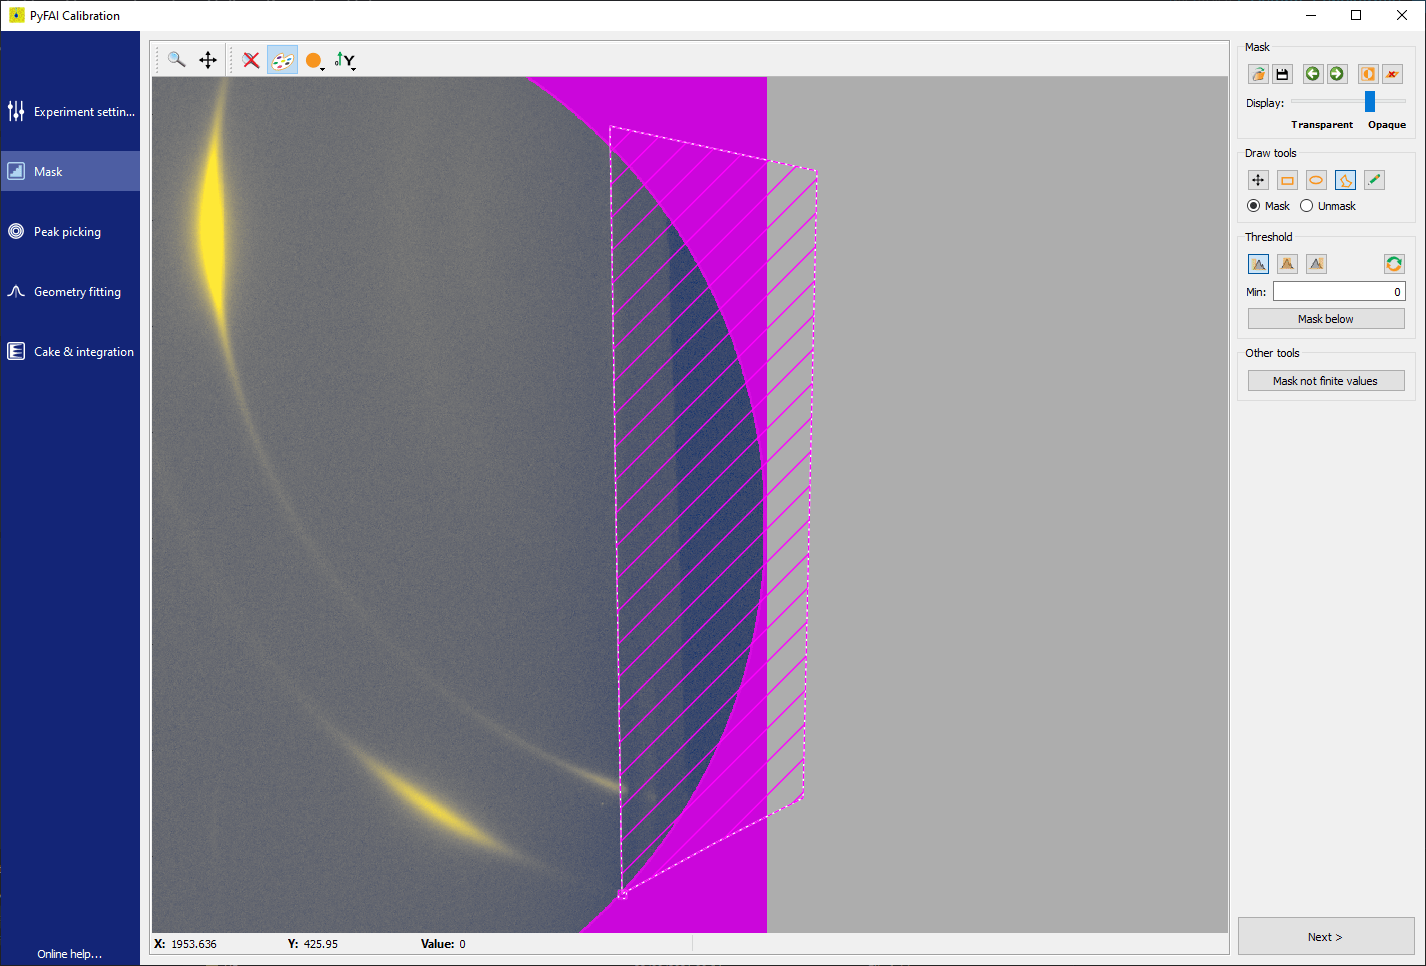 PyFAI Calibration
Experiment settin...
Mask
Peak picking
Geometry fitting
Cake & integration
Online help...
Y
X: 1953.636 Y: 425.95 Value: 0
Mask
Display:
Transparent Opaque
Draw tools
Mask Unmask
Threshold
Min: 0
Mask below
Other tools
Mask not finite values
Next >